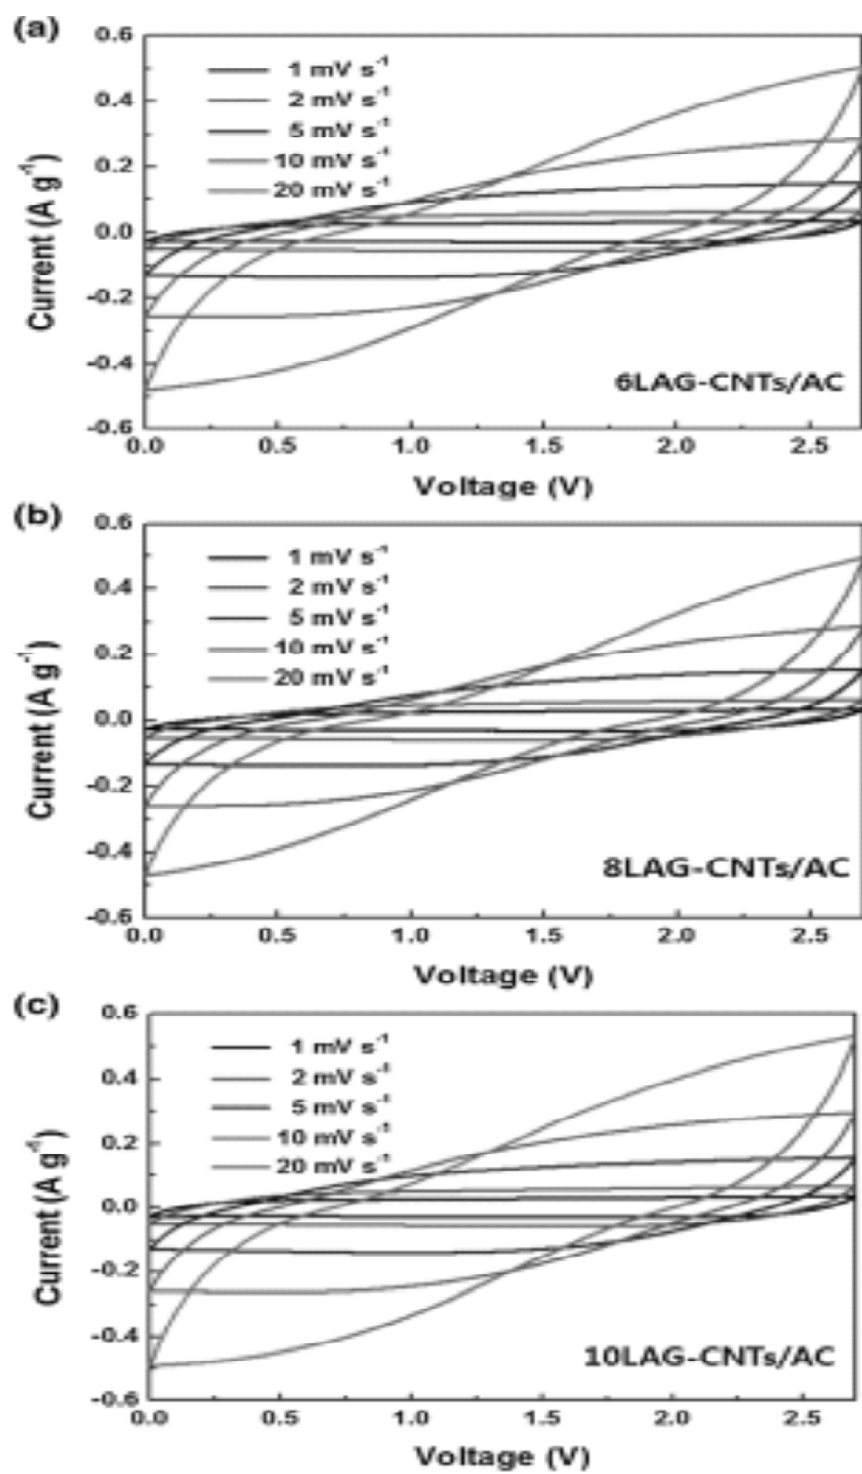 (a)
0.6
0.4
0.2
0.0
-0.2
-0.4
-0.6
Current (A g⁻¹)
1 mV s⁻¹
2 mV s⁻¹
5 mV s⁻¹
10 mV s⁻¹
20 mV s⁻¹
6LAG-CNTs/AC
0.0 0.5 1.0 1.5 2.0 2.5
Voltage (V)
(b)
0.6
0.4
0.2
0.0
-0.2
-0.4
-0.6
Current (A g⁻¹)
1 mV s⁻¹
2 mV s⁻¹
5 mV s⁻¹
10 mV s⁻¹
20 mV s⁻¹
8LAG-CNTs/AC
0.0 0.5 1.0 1.5 2.0 2.5
Voltage (V)
(c)
0.6
0.4
0.2
0.0
-0.2
-0.4
-0.6
Current (A g⁻¹)
1 mV s⁻¹
2 mV s⁻¹
5 mV s⁻¹
10 mV s⁻¹
20 mV s⁻¹
10LAG-CNTs/AC
0.0 0.5 1.0 1.5 2.0 2.5
Voltage (V)